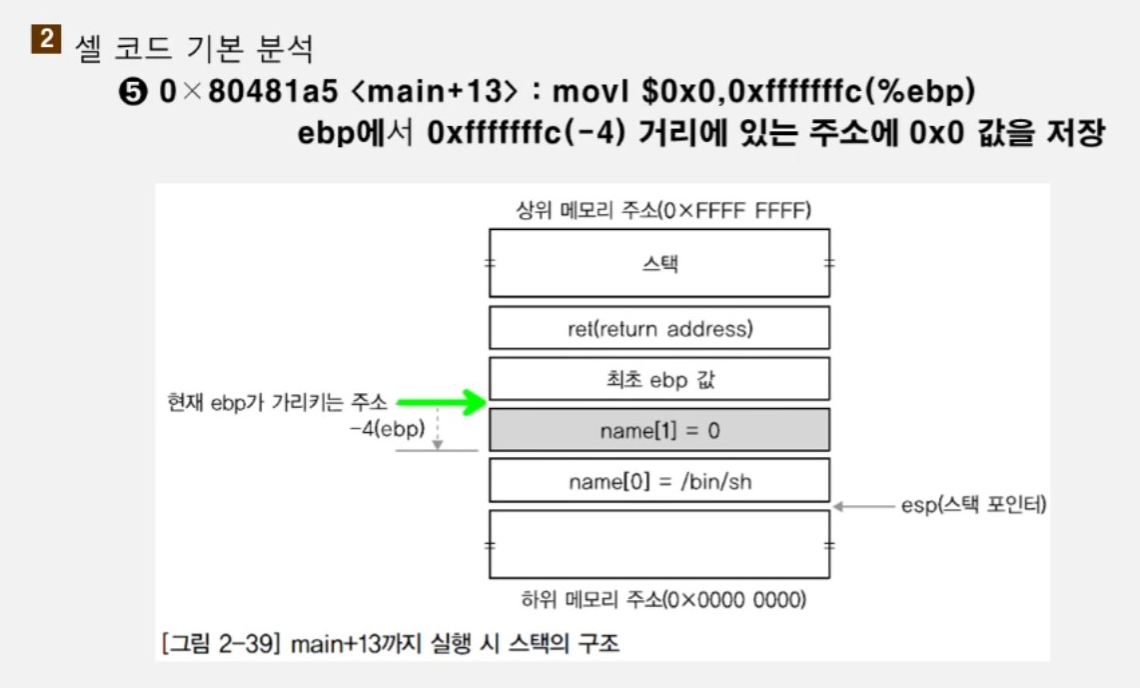 2 셀 코드 기본 분석
❺ 0×80481a5 <main+13> : movl $0x0,0xfffffffc(%ebp)
ebp에서 0xfffffffc(-4) 거리에 있는 주소에 0x0 값을 저장
상위 메모리 주소(0×FFFF FFFF)
스택
ret(return address)
최초 ebp 값
현재 ebp가 가리키는 주소
-4(ebp)
name[1] = 0
name[0] = /bin/sh
esp(스택 포인터)
하위 메모리 주소(0×0000 0000)
[그림 2-39] main+13까지 실행 시 스택의 구조